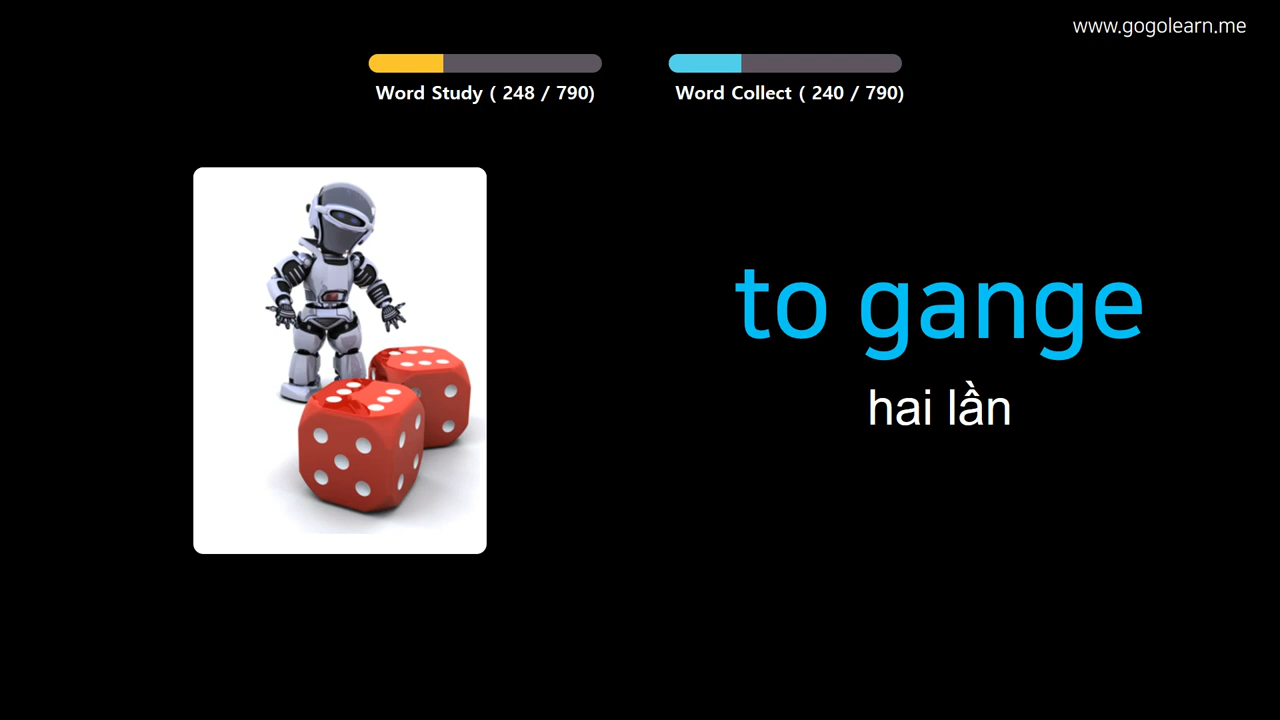 www.gogolearn.me
Word Study ( 248 / 790)
Word Collect ( 240 / 790)
to gange
hai lần